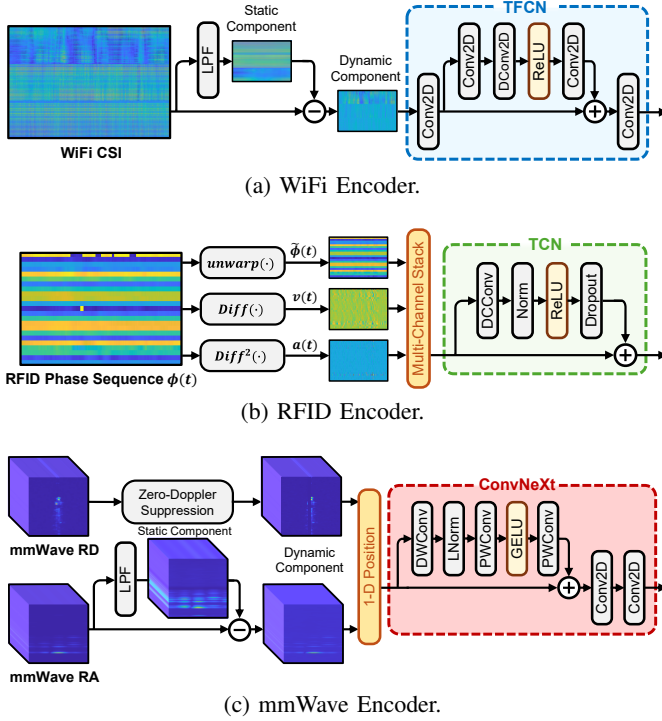 Static
Component
TFCN
LPF
Dynamic
Component
Conv2D
Conv2D
DConv2D
ReLU
Conv2D
Conv2D
WiFi CSI
(a) WiFi Encoder.
unwarp(·)
ϕ̃(t)
Diff(·)
v(t)
Diff²(·)
a(t)
Multi-Channel Stack
TCN
DCConv
Norm
ReLU
Dropout
RFID Phase Sequence ϕ(t)
(b) RFID Encoder.
mmWave RD
Zero-Doppler
Suppression
Static Component
LPF
Dynamic
Component
mmWave RA
1-D Position
ConvNeXt
DWConv
LNorm
PWConv
GELU
PWConv
Conv2D
Conv2D
(c) mmWave Encoder.